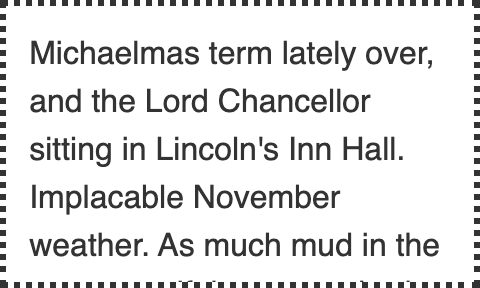 Michaelmas term lately over,
and the Lord Chancellor
sitting in Lincoln's Inn Hall.
Implacable November
weather. As much mud in the